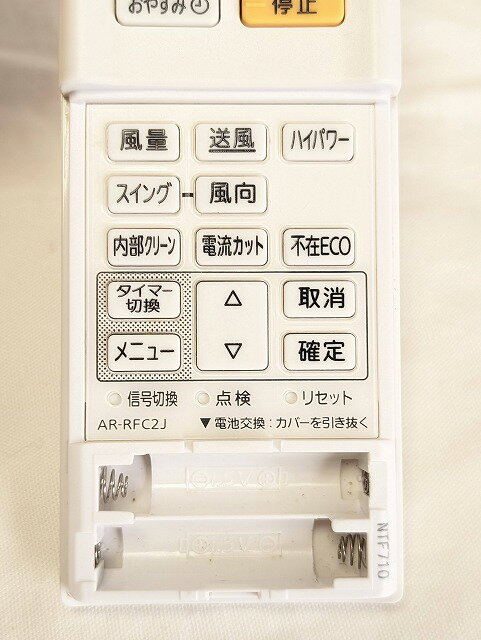 おやすみ 停止
風量 送風 ハイパワー
スイング 風向
内部クリーン 電流カット 不在ECO
タイマー
切換
△ 取消
メニュー ▽ 確定
信号切換 点検 リセット
AR-RFC2J ▼電池交換:カバーを引き抜く
NTF710